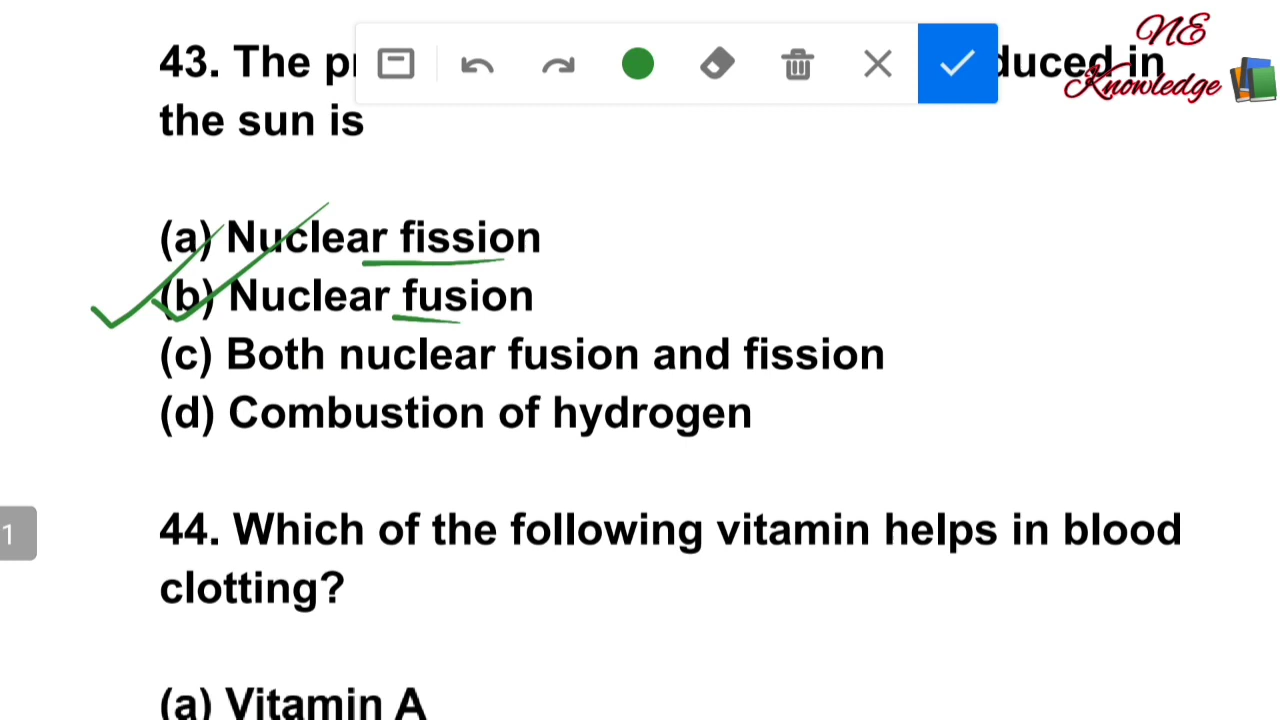 43. The duced in
the sun is
NE
Knowledge
(a) Nuclear fission
(b) Nuclear fusion
(c) Both nuclear fusion and fission
(d) Combustion of hydrogen
1
44. Which of the following vitamin helps in blood
clotting?
(a) Vitamin A